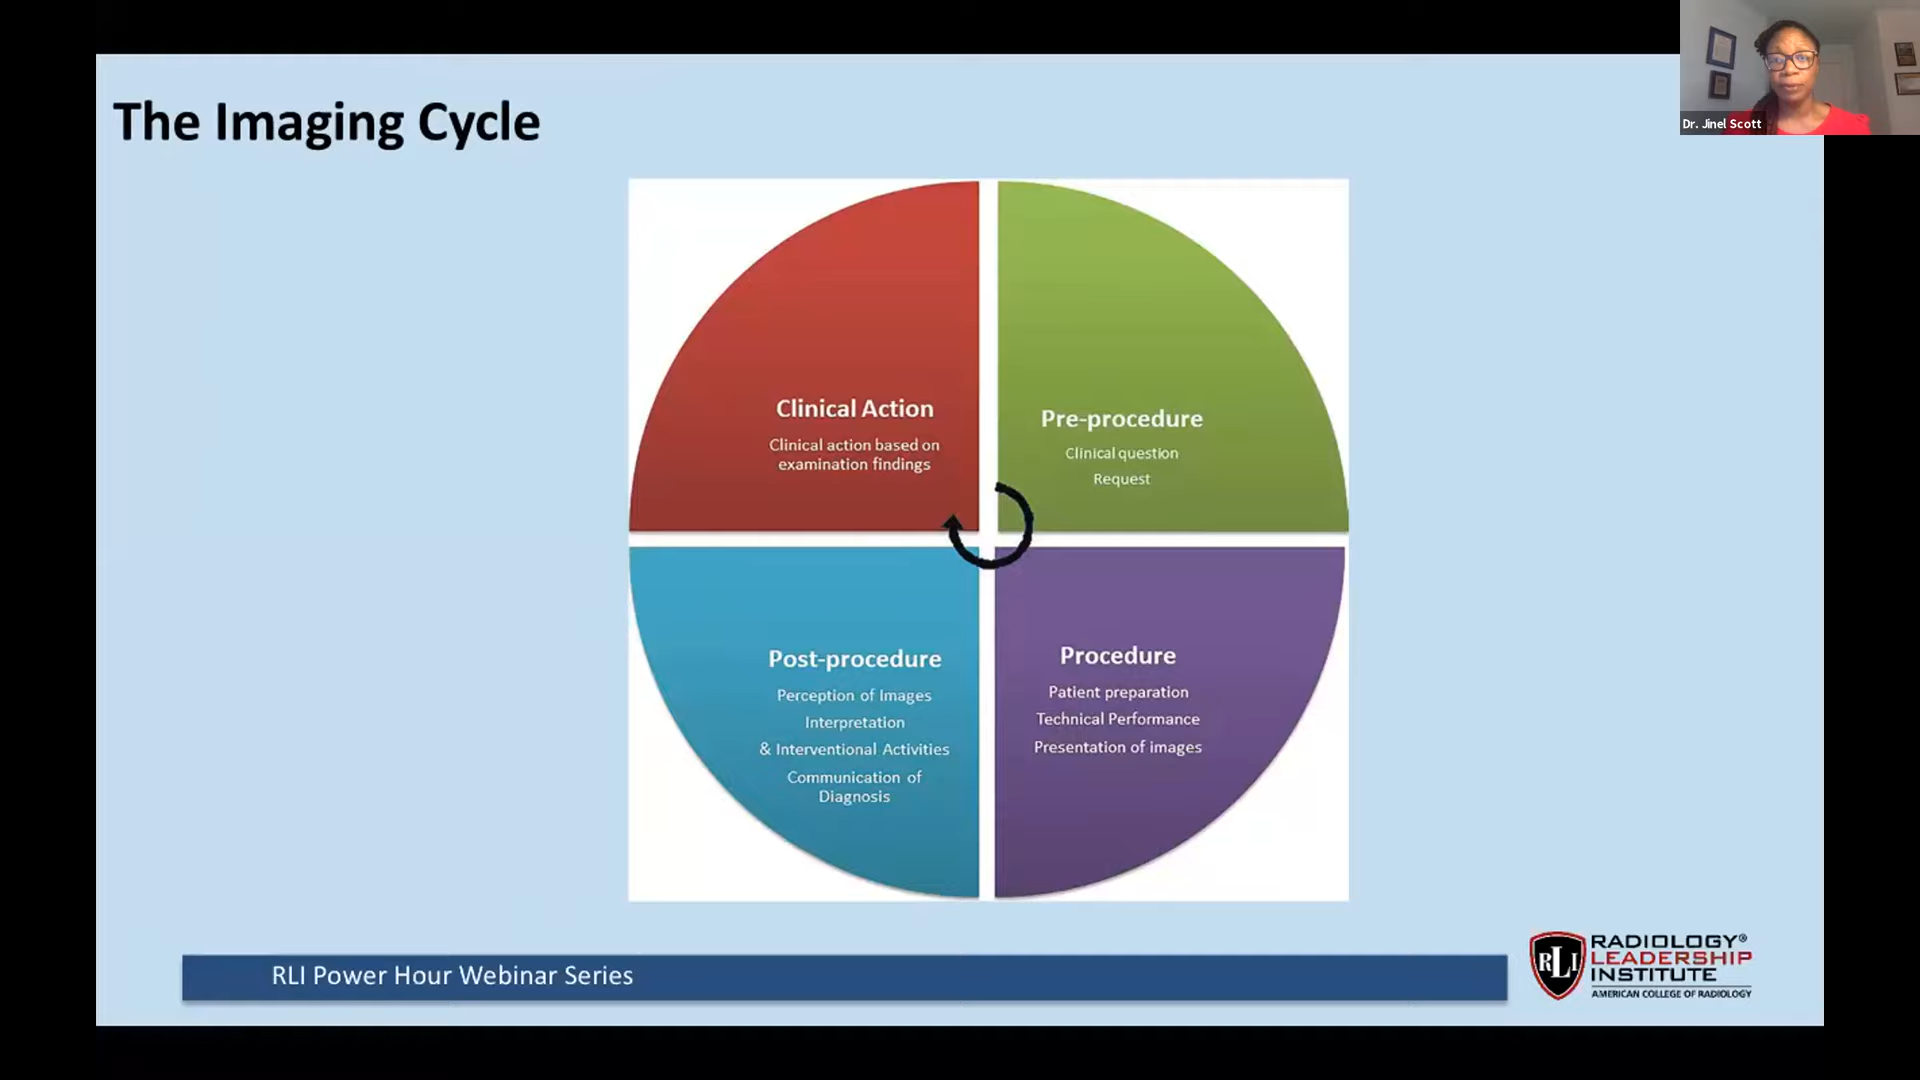 The Imaging Cycle
Dr. Jinel Scott
Clinical Action
Clinical action based on
examination findings
Pre-procedure
Clinical question
Request
Post-procedure
Perception of Images
Interpretation
& Interventional Activities
Communication of
Diagnosis
Procedure
Patient preparation
Technical Performance
Presentation of images
RLI Power Hour Webinar Series
RLI
RADIOLOGY®
LEADERSHIP
INSTITUTE
AMERICAN COLLEGE OF RADIOLOGY